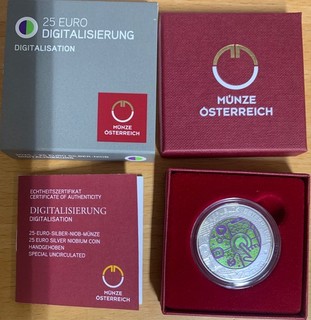 25 EURO
DIGITALISIERUNG
DIGITALISATION
MÜNZE
ÖSTERREICH
MÜNZE
ÖSTERREICH
ECHTHEITSZERTIFIKAT
CERTIFICATE OF AUTHENTICITY
DIGITALISIERUNG
DIGITALISATION
25-EURO-SILBER-NIOB-MÜNZE
25 EURO SILVER NIOBIUM COIN
HANDGEHOBEN
SPECIAL UNCIRCULATED
MÜNZE
ÖSTERREICH